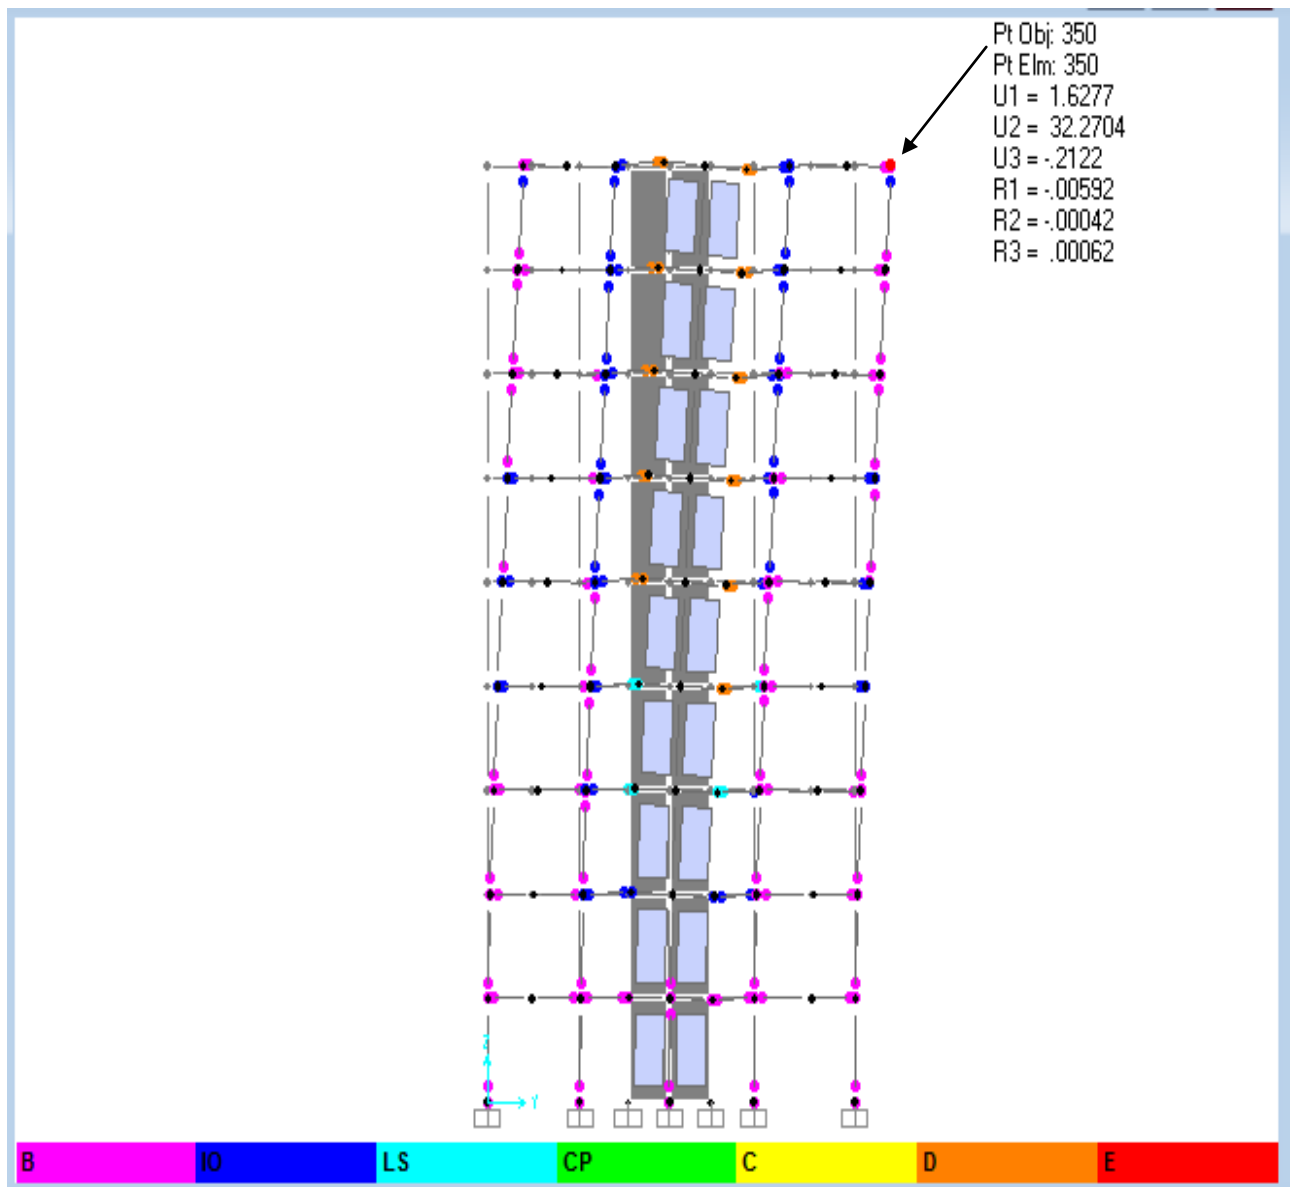 Pt Obj: 350
Pt Elm: 350
U1 = 1.6277
U2 = 32.2704
U3 = -.2122
R1 = -.00592
R2 = -.00042
R3 = .00062
Z
Y
B IO LS CP C D E